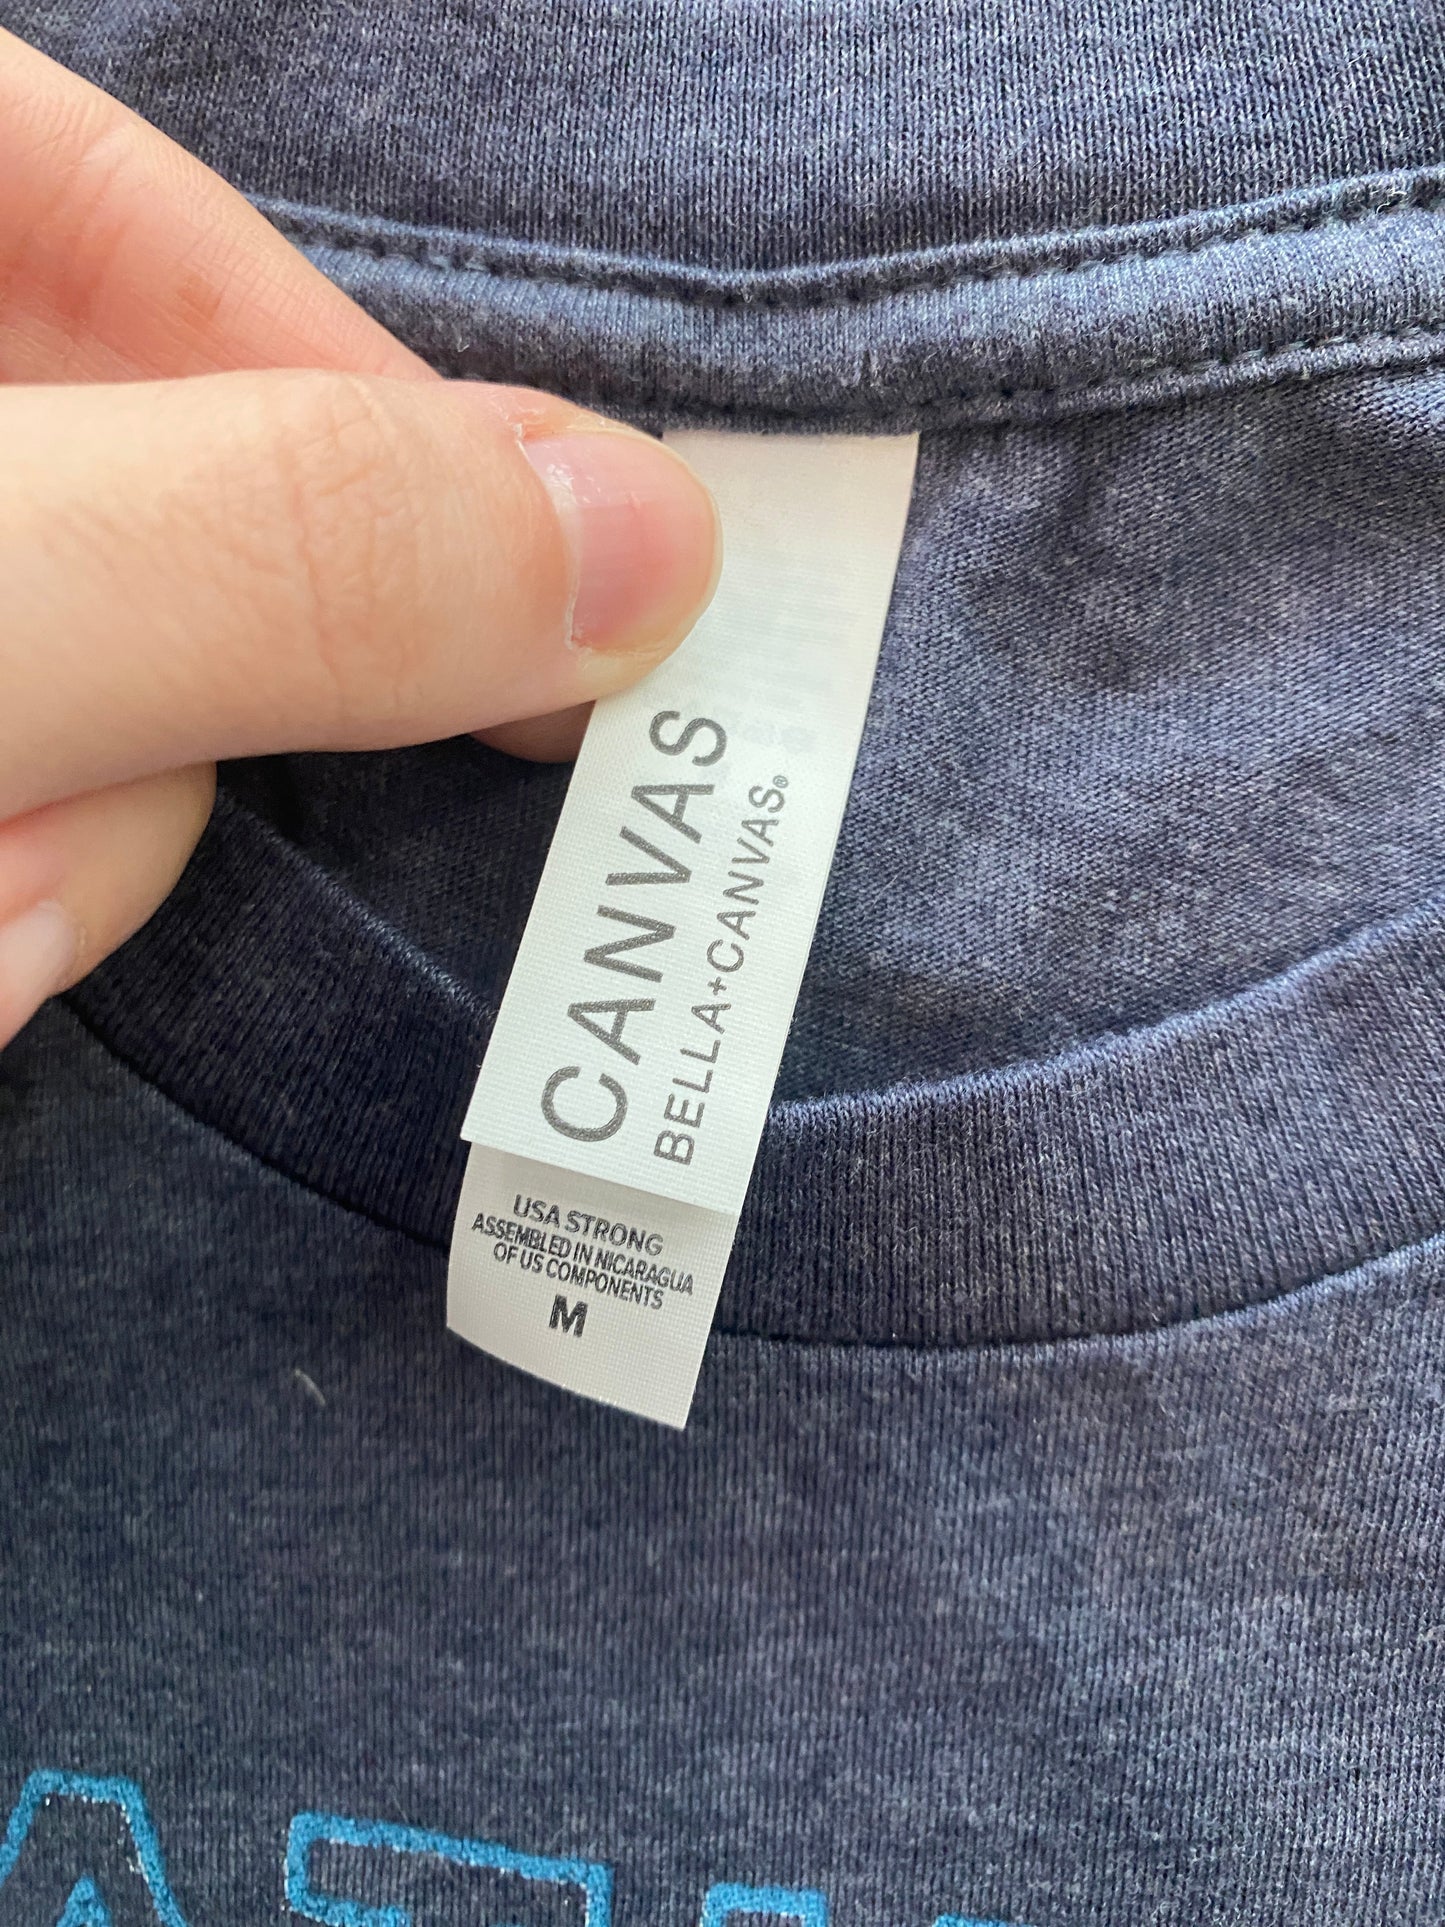 CANVAS
BELLA+CANVAS®
USA STRONG
ASSEMBLED IN NICARAGUA
OF US COMPONENTS
M